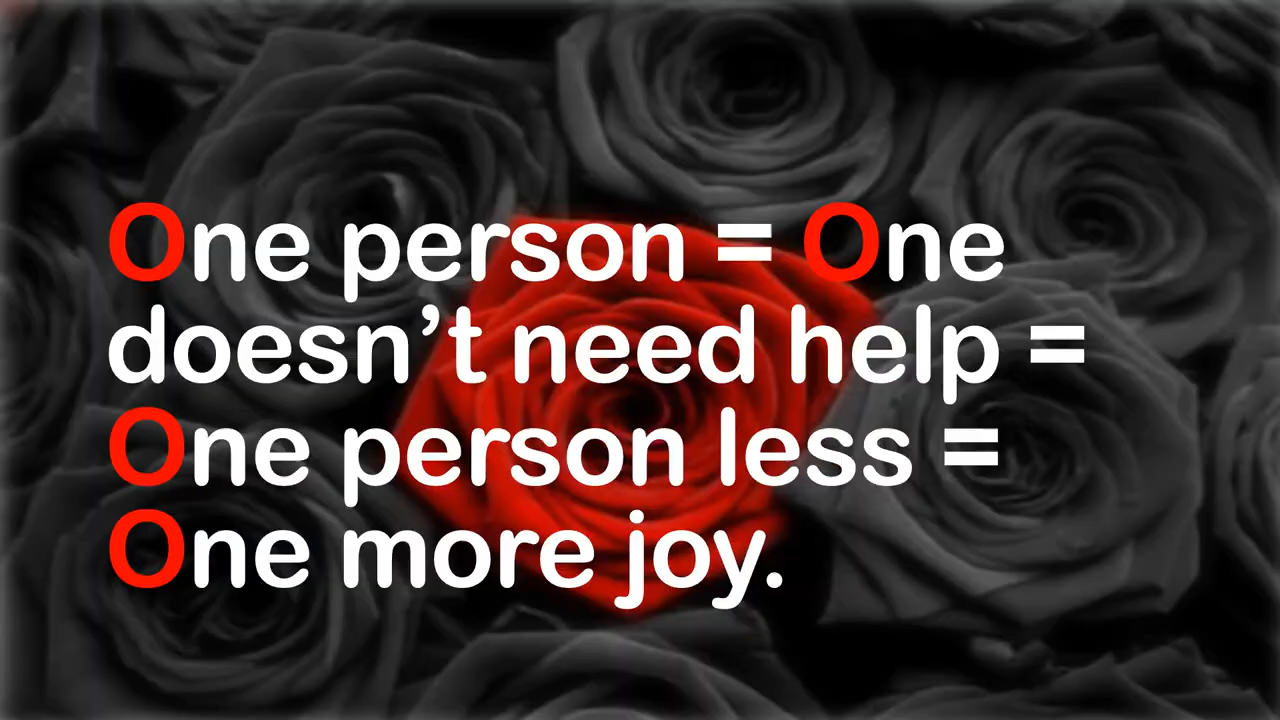 One person = One
doesn’t need help =
One person less =
One more joy.